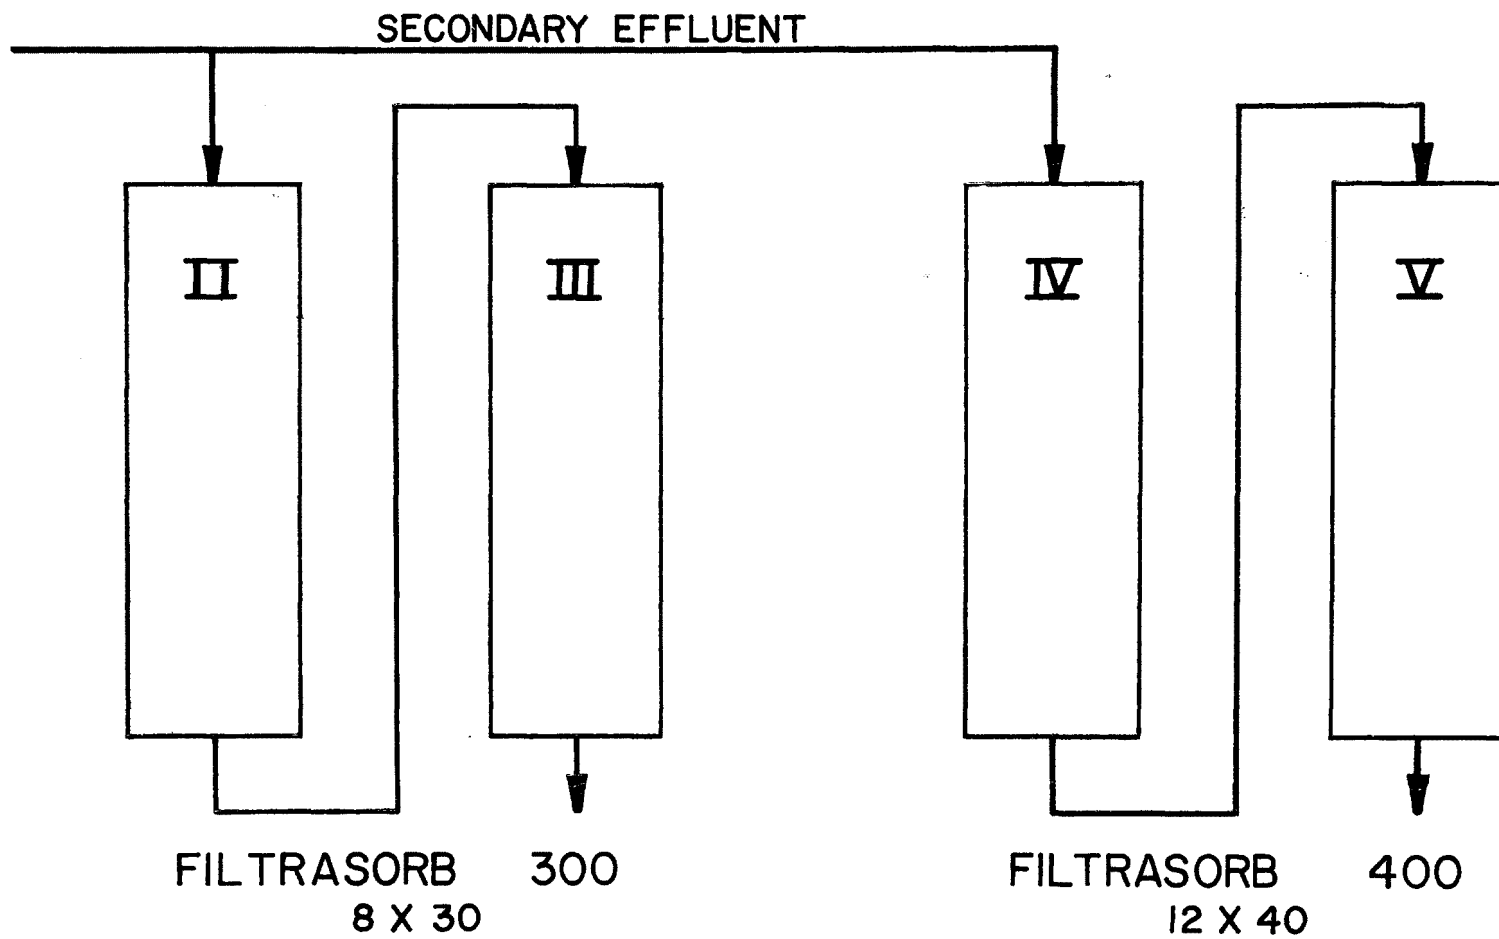 SECONDARY EFFLUENT
II
III
IV
V
FILTRASORB 300
8 X 30
FILTRASORB 400
12 X 40